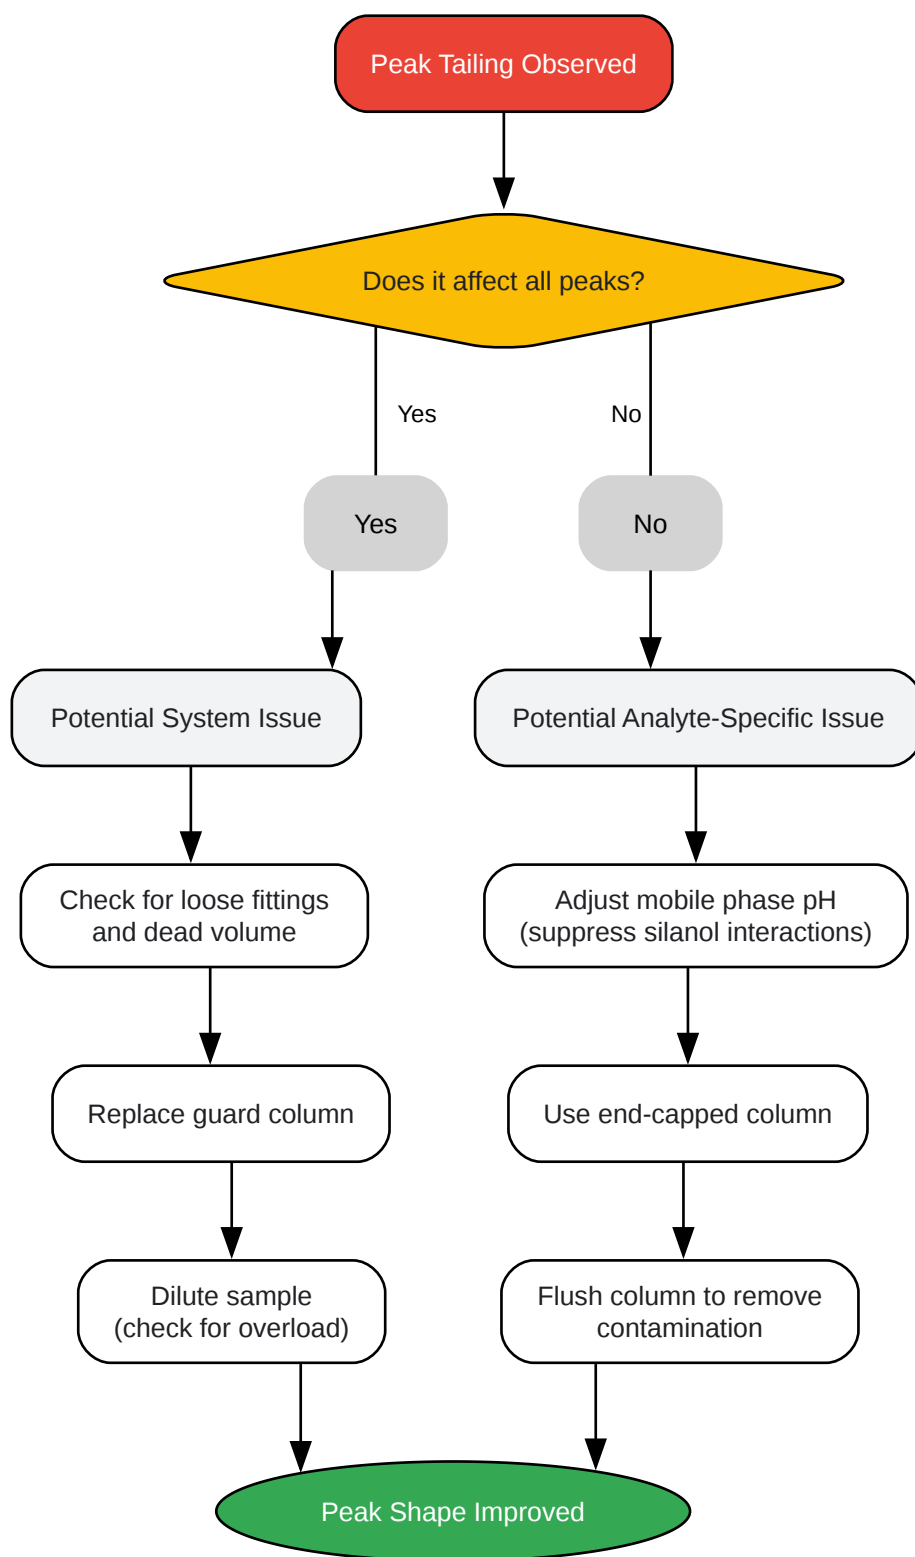 Peak Tailing Observed
Does it affect all peaks?
Yes
No
Yes
No
Potential System Issue
Potential Analyte-Specific Issue
Check for loose fittings
and dead volume
Adjust mobile phase pH
(suppress silanol interactions)
Replace guard column
Use end-capped column
Dilute sample
(check for overload)
Flush column to remove
contamination
Peak Shape Improved